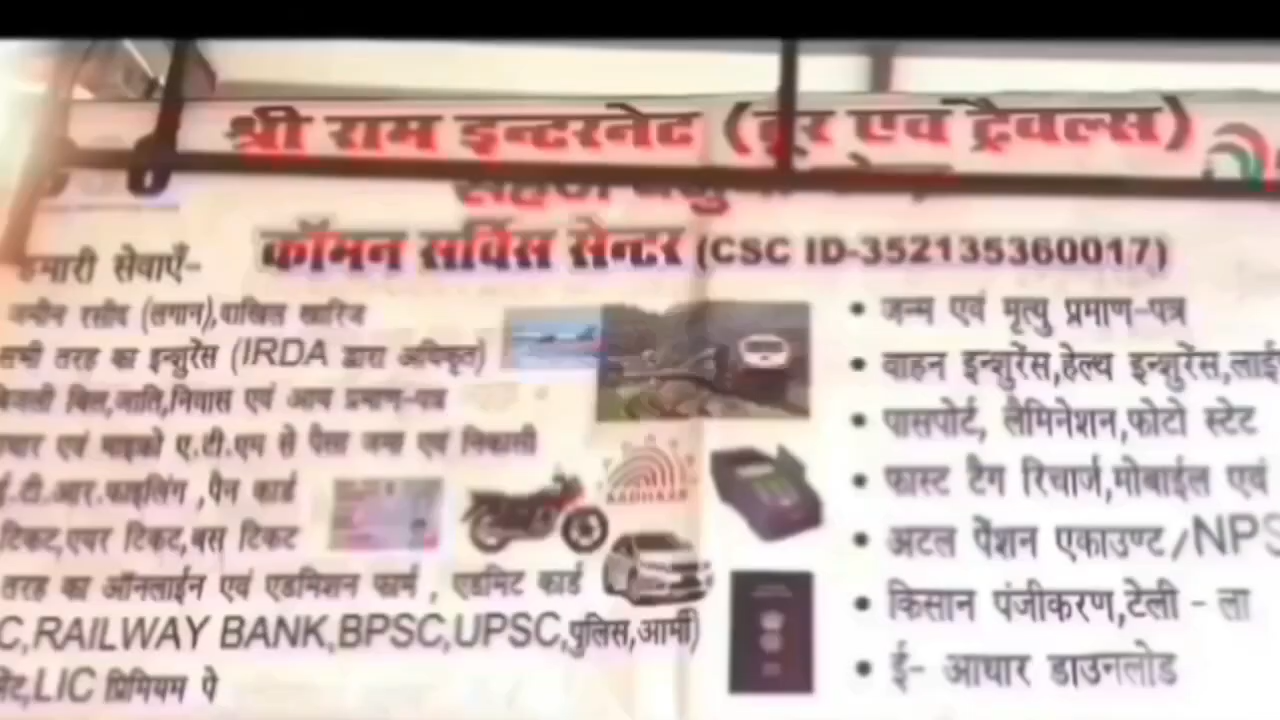 श्री राम इन्टरनेट (टूर एवं ट्रैवल्स)
कॉमन सर्विस सेन्टर (CSC ID-352135360017)
हमारी सेवाएँ-
जमीन रसीद (लगान),दाखिल खारिज
सभी तरह का इन्शुरेंस (IRDA द्वारा अधिकृत)
बिजली बिल,जाति,निवास एवं आय प्रमाण-पत्र
एवं माइक्रो ए.टी.एम से पैसा जमा एवं निकासी
ई.टी.आर.फाइलिंग ,पैन कार्ड
टिकट,एयर टिकट,बस टिकट
तरह का ऑनलाईन एवं एडमिशन फार्म , एडमिट कार्ड
C,RAILWAY BANK,BPSC,UPSC,पुलिस,आर्मी)
LIC प्रिमियम पे
AADHAAR
• जन्म एवं मृत्यु प्रमाण-पत्र
• वाहन इन्शुरेंस,हेल्थ इन्शुरेंस,लाई
• पासपोर्ट, लैमिनेशन,फोटो स्टेट
• फास्ट टैग रिचार्ज,मोबाईल एवं
• अटल पेंशन एकाउण्ट/NPS
• किसान पंजीकरण,टेली - ला
• ई- आधार डाउनलोड